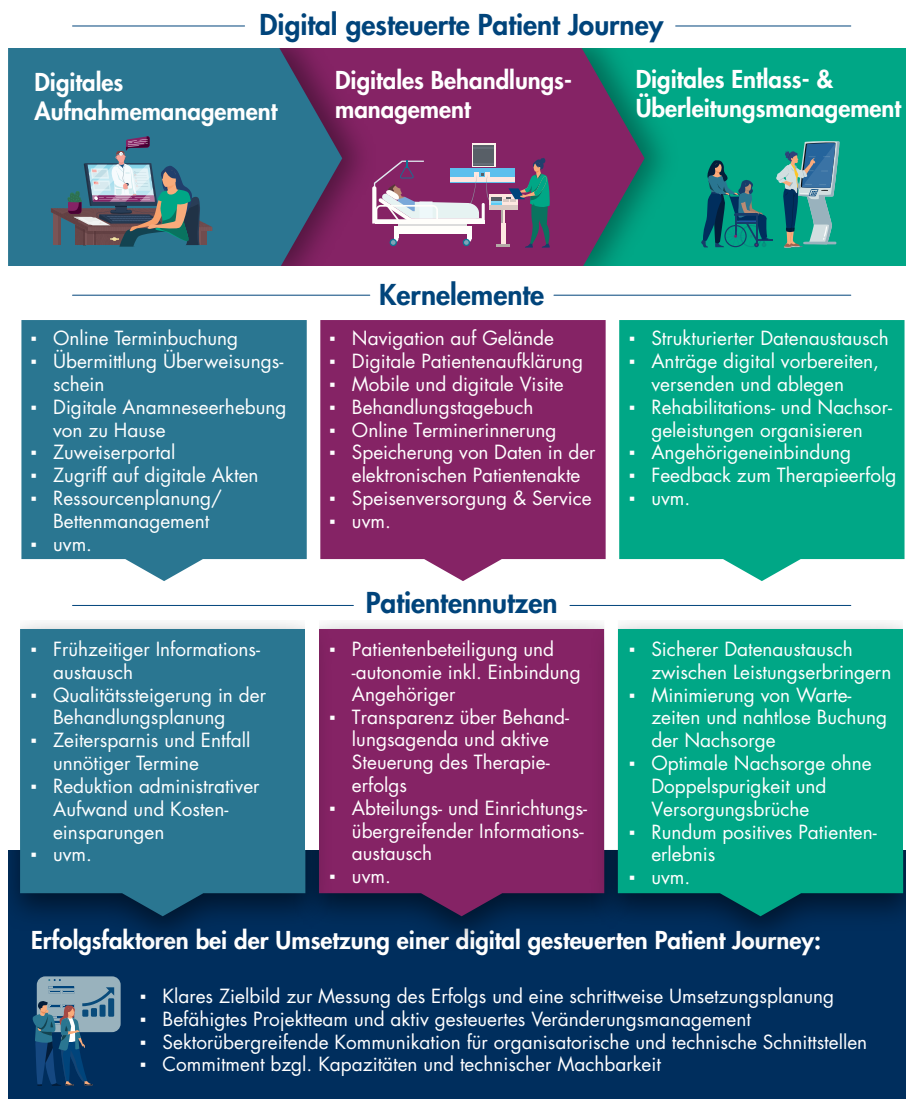 Digital gesteuerte Patient Journey
Digitales
Aufnahmemanagement
Digitales Behandlungs-
management
Digitales Entlass- &
Überleitungsmanagement
Kernelemente
▪ Online Terminbuchung
▪ Übermittlung Überweisungs-
schein
▪ Digitale Anamneseerhebung
von zu Hause
▪ Zuweiserportal
▪ Zugriff auf digitale Akten
▪ Ressourcenplanung/
Bettenmanagement
▪ uvm.
▪ Navigation auf Gelände
▪ Digitale Patientenaufklärung
▪ Mobile und digitale Visite
▪ Behandlungstagebuch
▪ Online Terminerinnerung
▪ Speicherung von Daten in der
elektronischen Patientenakte
▪ Speisenversorgung & Service
▪ uvm.
▪ Strukturierter Datenaustausch
▪ Anträge digital vorbereiten,
versenden und ablegen
▪ Rehabilitations- und Nachsor-
geleistungen organisieren
▪ Angehörigeneinbindung
▪ Feedback zum Therapieerfolg
▪ uvm.
Patientennutzen
▪ Frühzeitiger Informations-
austausch
▪ Qualitätssteigerung in der
Behandlungsplanung
▪ Zeitersparnis und Entfall
unnötiger Termine
▪ Reduktion administrativer
Aufwand und Kosten-
einsparungen
▪ uvm.
▪ Patientenbeteiligung und
-autonomie inkl. Einbindung
Angehöriger
▪ Transparenz über Behand-
lungsagenda und aktive
Steuerung des Therapie-
erfolgs
▪ Abteilungs- und Einrichtungs-
übergreifender Informations-
austausch
▪ uvm.
▪ Sicherer Datenaustausch
zwischen Leistungserbringern
▪ Minimierung von Warte-
zeiten und nahtlose Buchung
der Nachsorge
▪ Optimale Nachsorge ohne
Doppelspurigkeit und
Versorgungsbrüche
▪ Rundum positives Patienten-
erlebnis
▪ uvm.
Erfolgsfaktoren bei der Umsetzung einer digital gesteuerten Patient Journey:
▪ Klares Zielbild zur Messung des Erfolgs und eine schrittweise Umsetzungsplanung
▪ Befähigtes Projektteam und aktiv gesteuertes Veränderungsmanagement
▪ Sektorübergreifende Kommunikation für organisatorische und technische Schnittstellen
▪ Commitment bzgl. Kapazitäten und technischer Machbarkeit